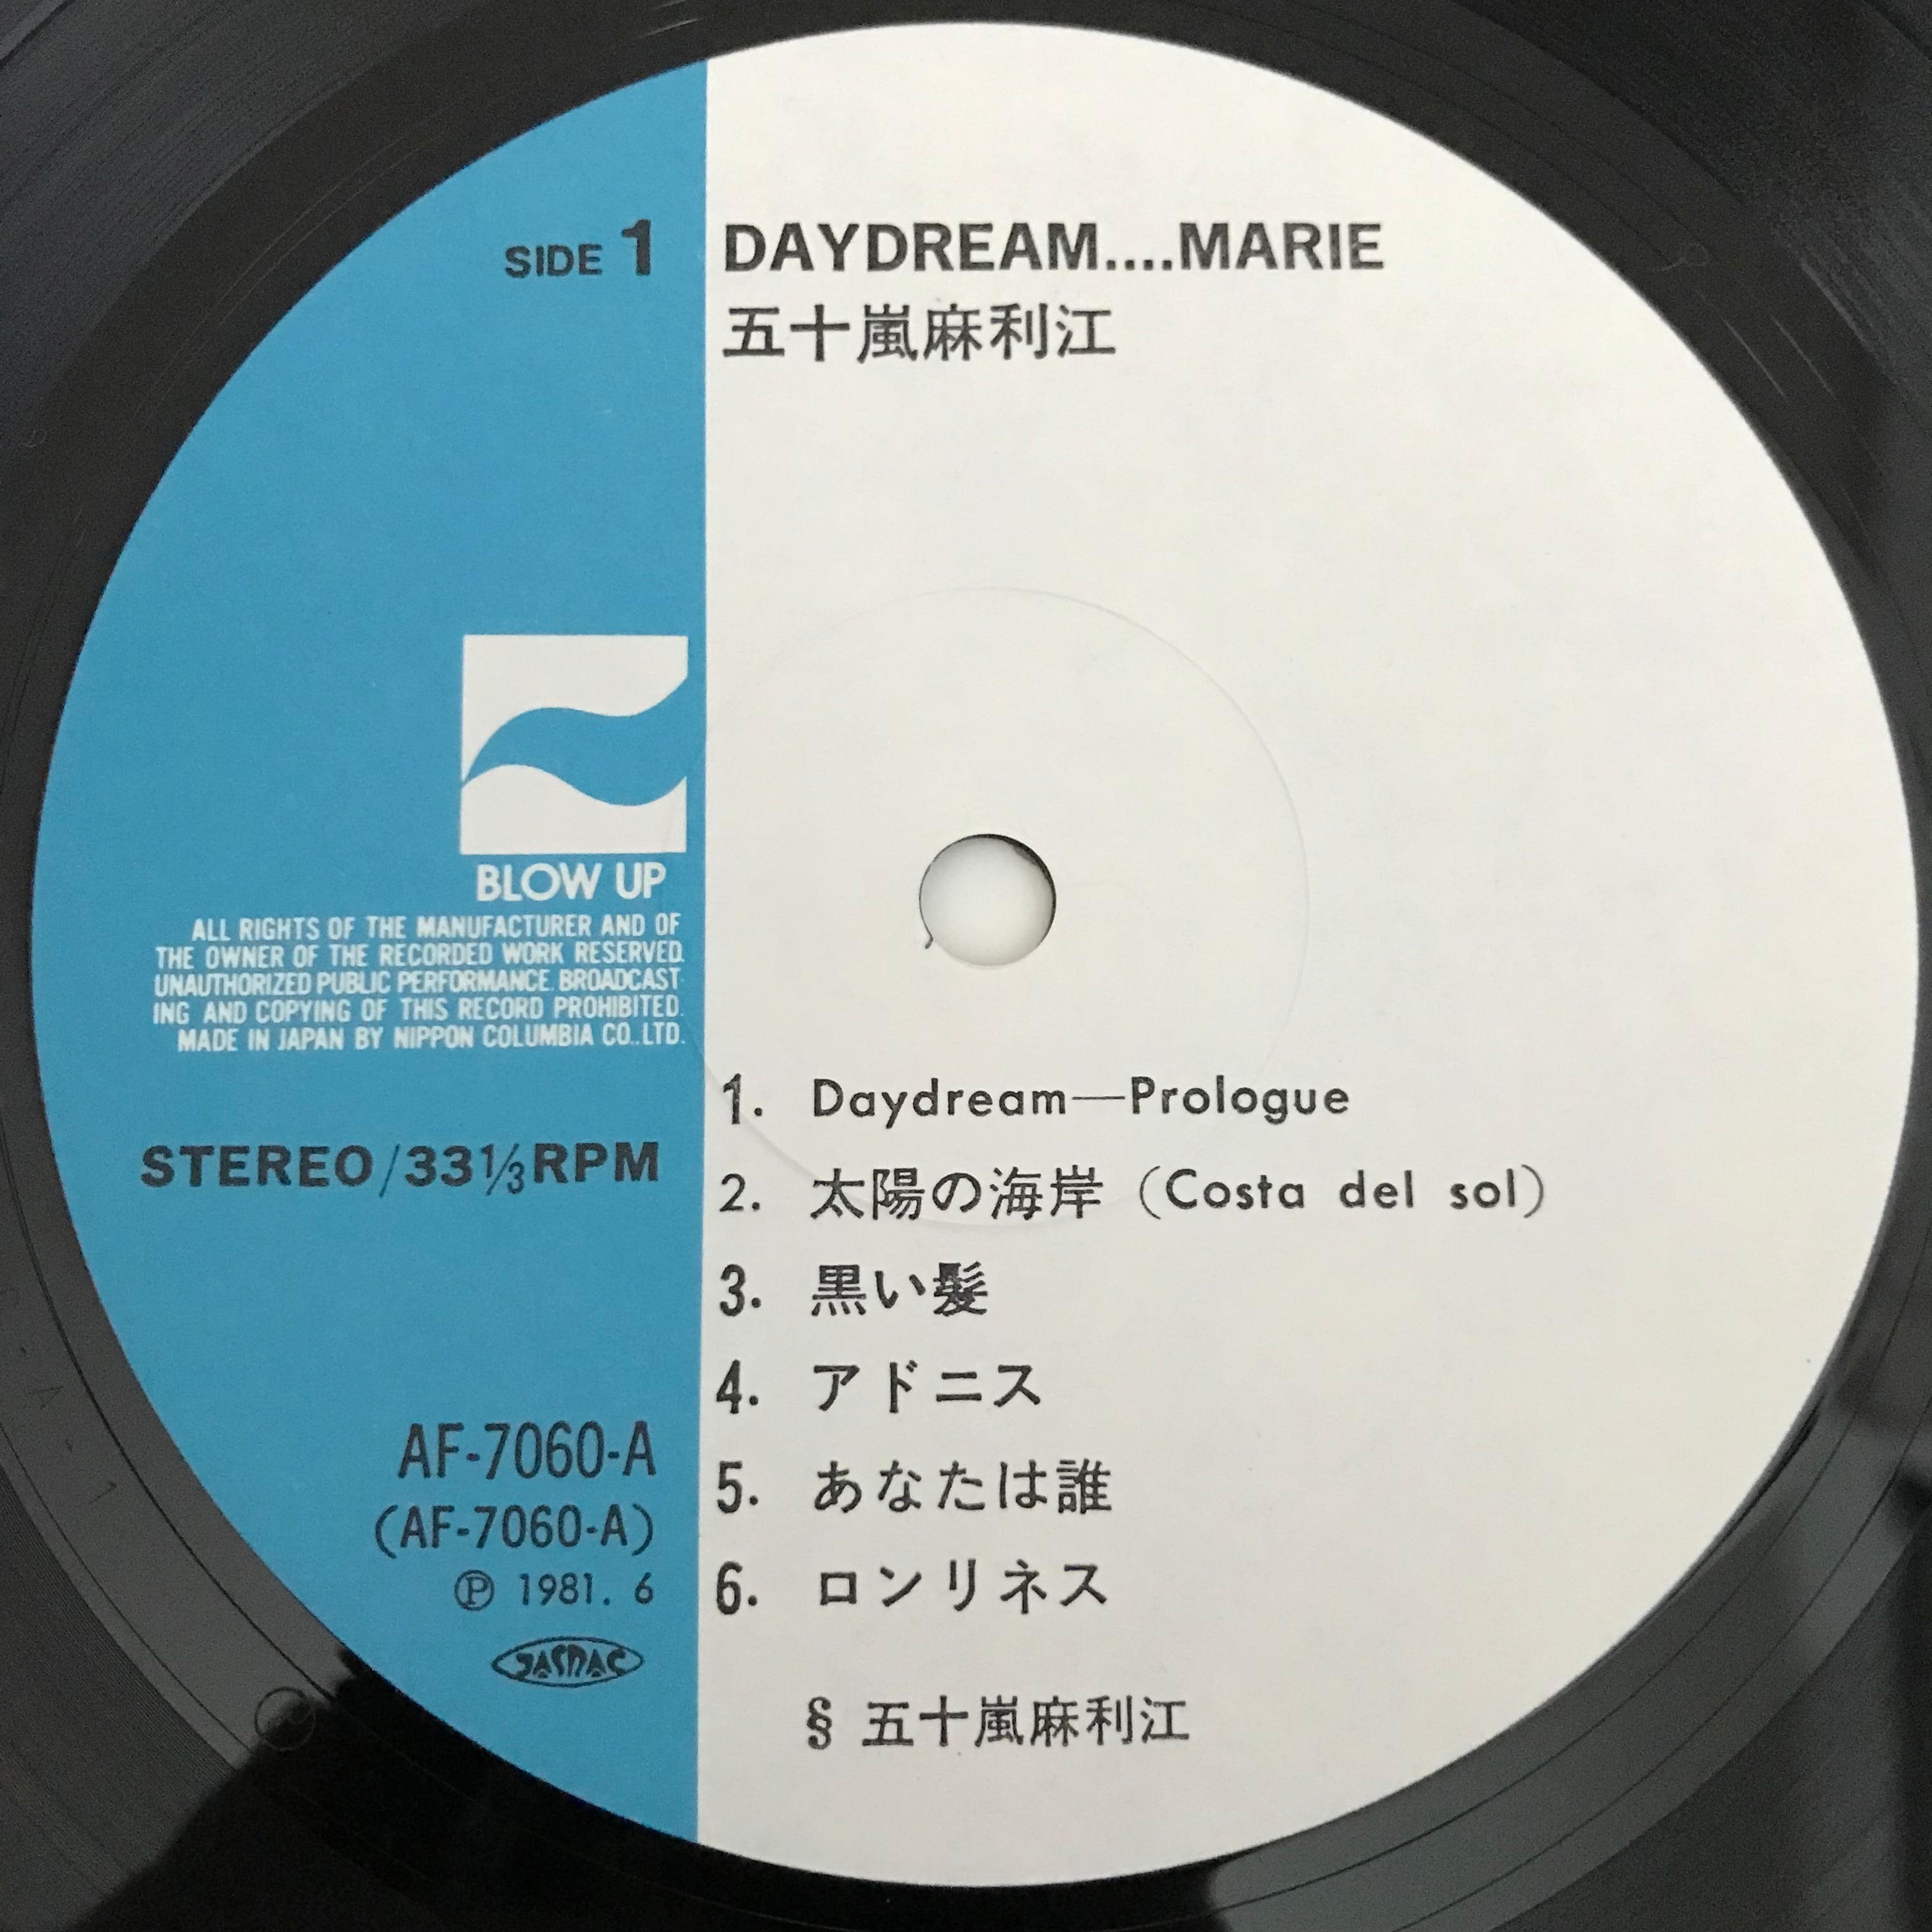 SIDE 1
DAYDREAM....MARIE
五十嵐麻利江
BLOW UP
ALL RIGHTS OF THE MANUFACTURER AND OF
THE OWNER OF THE RECORDED WORK RESERVED.
UNAUTHORIZED PUBLIC PERFORMANCE. BROADCAST-
ING AND COPYING OF THIS RECORD PROHIBITED.
MADE IN JAPAN BY NIPPON COLUMBIA CO.,LTD.
STEREO/33⅓RPM
AF-7060-A
(AF-7060-A)
Ⓟ 1981. 6
JASRAC
1. Daydream—Prologue
2. 太陽の海岸 (Costa del sol)
3. 黒い髪
4. アドニス
5. あなたは誰
6. ロンリネス
§ 五十嵐麻利江